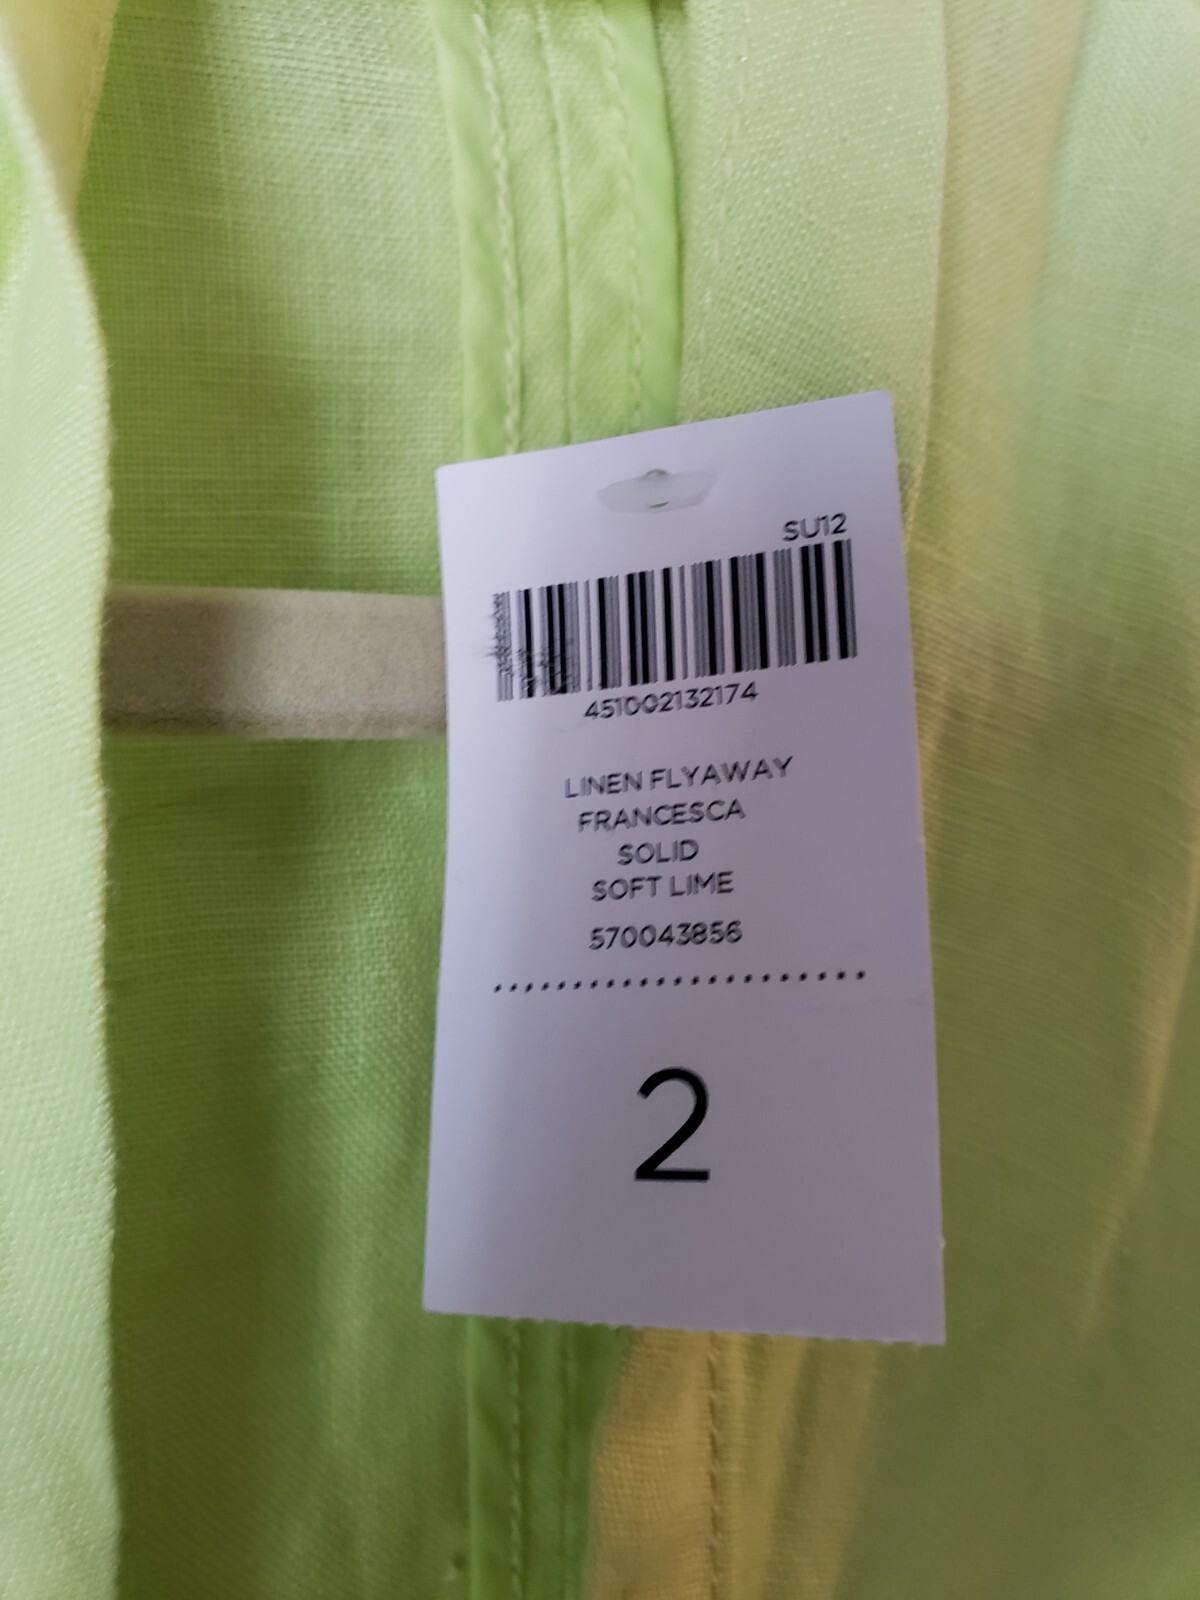 SU12
451002132174
LINEN FLYAWAY
FRANCESCA
SOLID
SOFT LIME
570043856
2